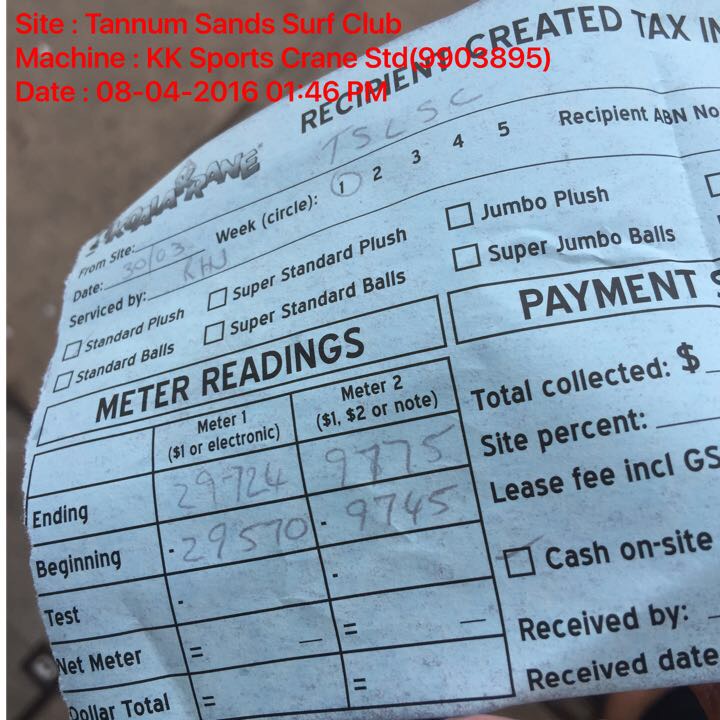 Site : Tannum Sands Surf Club
Machine : KK Sports Crane Std(9903895)
Date : 08-04-2016 01:46 PM
RECIPIENT CREATED TAX IN
TSLSC
Recipient ABN No
From Site:
Week (circle): 1 2 3 4 5
Date: 30/03
Serviced by: KHJ
Standard Plush
Super Standard Plush
Jumbo Plush
Standard Balls
Super Standard Balls
Super Jumbo Balls
METER READINGS
PAYMENT S
Meter 1
($1 or electronic)
Meter 2
($1, $2 or note)
Total collected: $
Ending 29724 9775
Site percent:
Beginning - 29570 - 9745
Lease fee incl GS
Test - -
Cash on-site
Net Meter = — = —
Received by:
Dollar Total = =
Received date